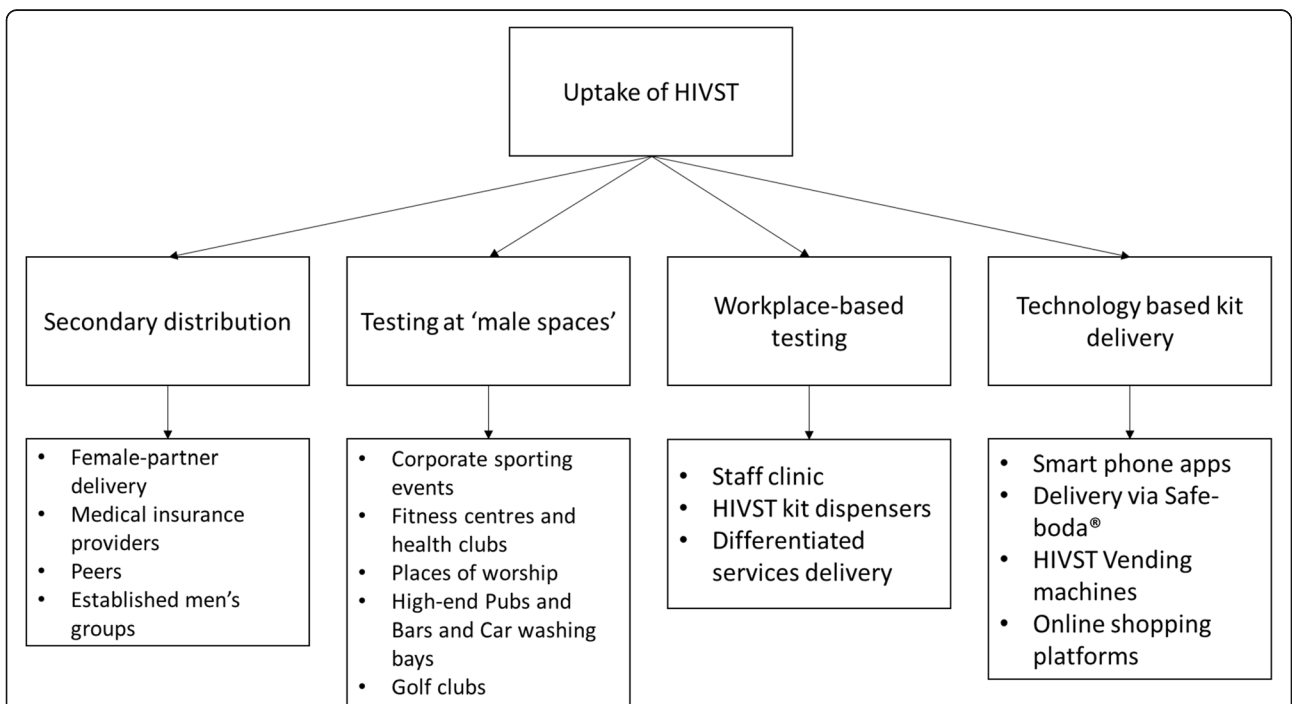 Uptake of HIVST
Secondary distribution
Testing at ‘male spaces’
Workplace-based
testing
Technology based kit
delivery
• Female-partner
delivery
• Medical insurance
providers
• Peers
• Established men’s
groups
• Corporate sporting
events
• Fitness centres and
health clubs
• Places of worship
• High-end Pubs and
Bars and Car washing
bays
• Golf clubs
• Staff clinic
• HIVST kit dispensers
• Differentiated
services delivery
• Smart phone apps
• Delivery via Safe-
boda®
• HIVST Vending
machines
• Online shopping
platforms